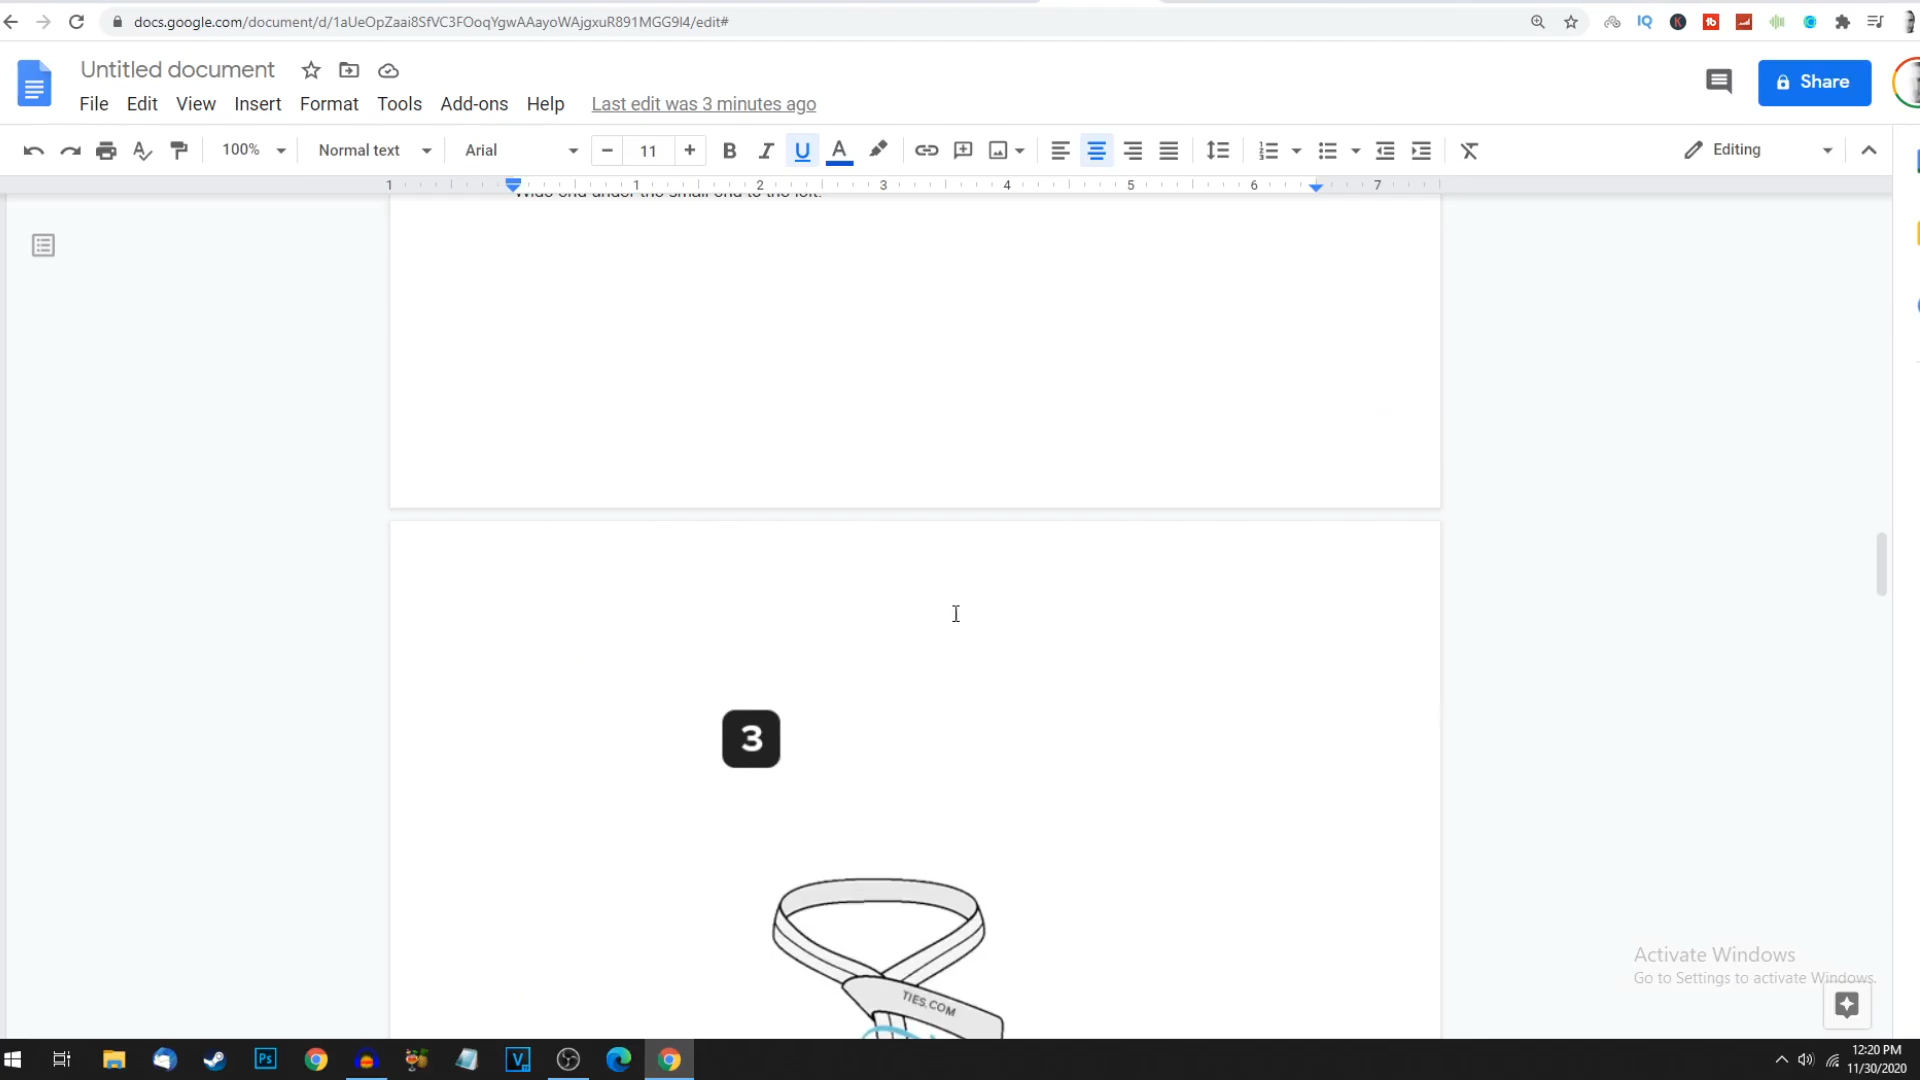 docs.google.com/document/d/1aUeOpZaai8SfVC3FOoqYgwAAayoWAjgxuR891MGG9I4/edit#
IQ
K
Untitled document
Share
File Edit View Insert Format Tools Add-ons Help Last edit was 3 minutes ago
100% Normal text Arial 11 B I U A Editing
1 1 2 3 4 5 6 7
Wide end under the small end to the left.
3
TIES.COM
Activate Windows
Go to Settings to activate Windows.
Ps V
12:20 PM
11/30/2020